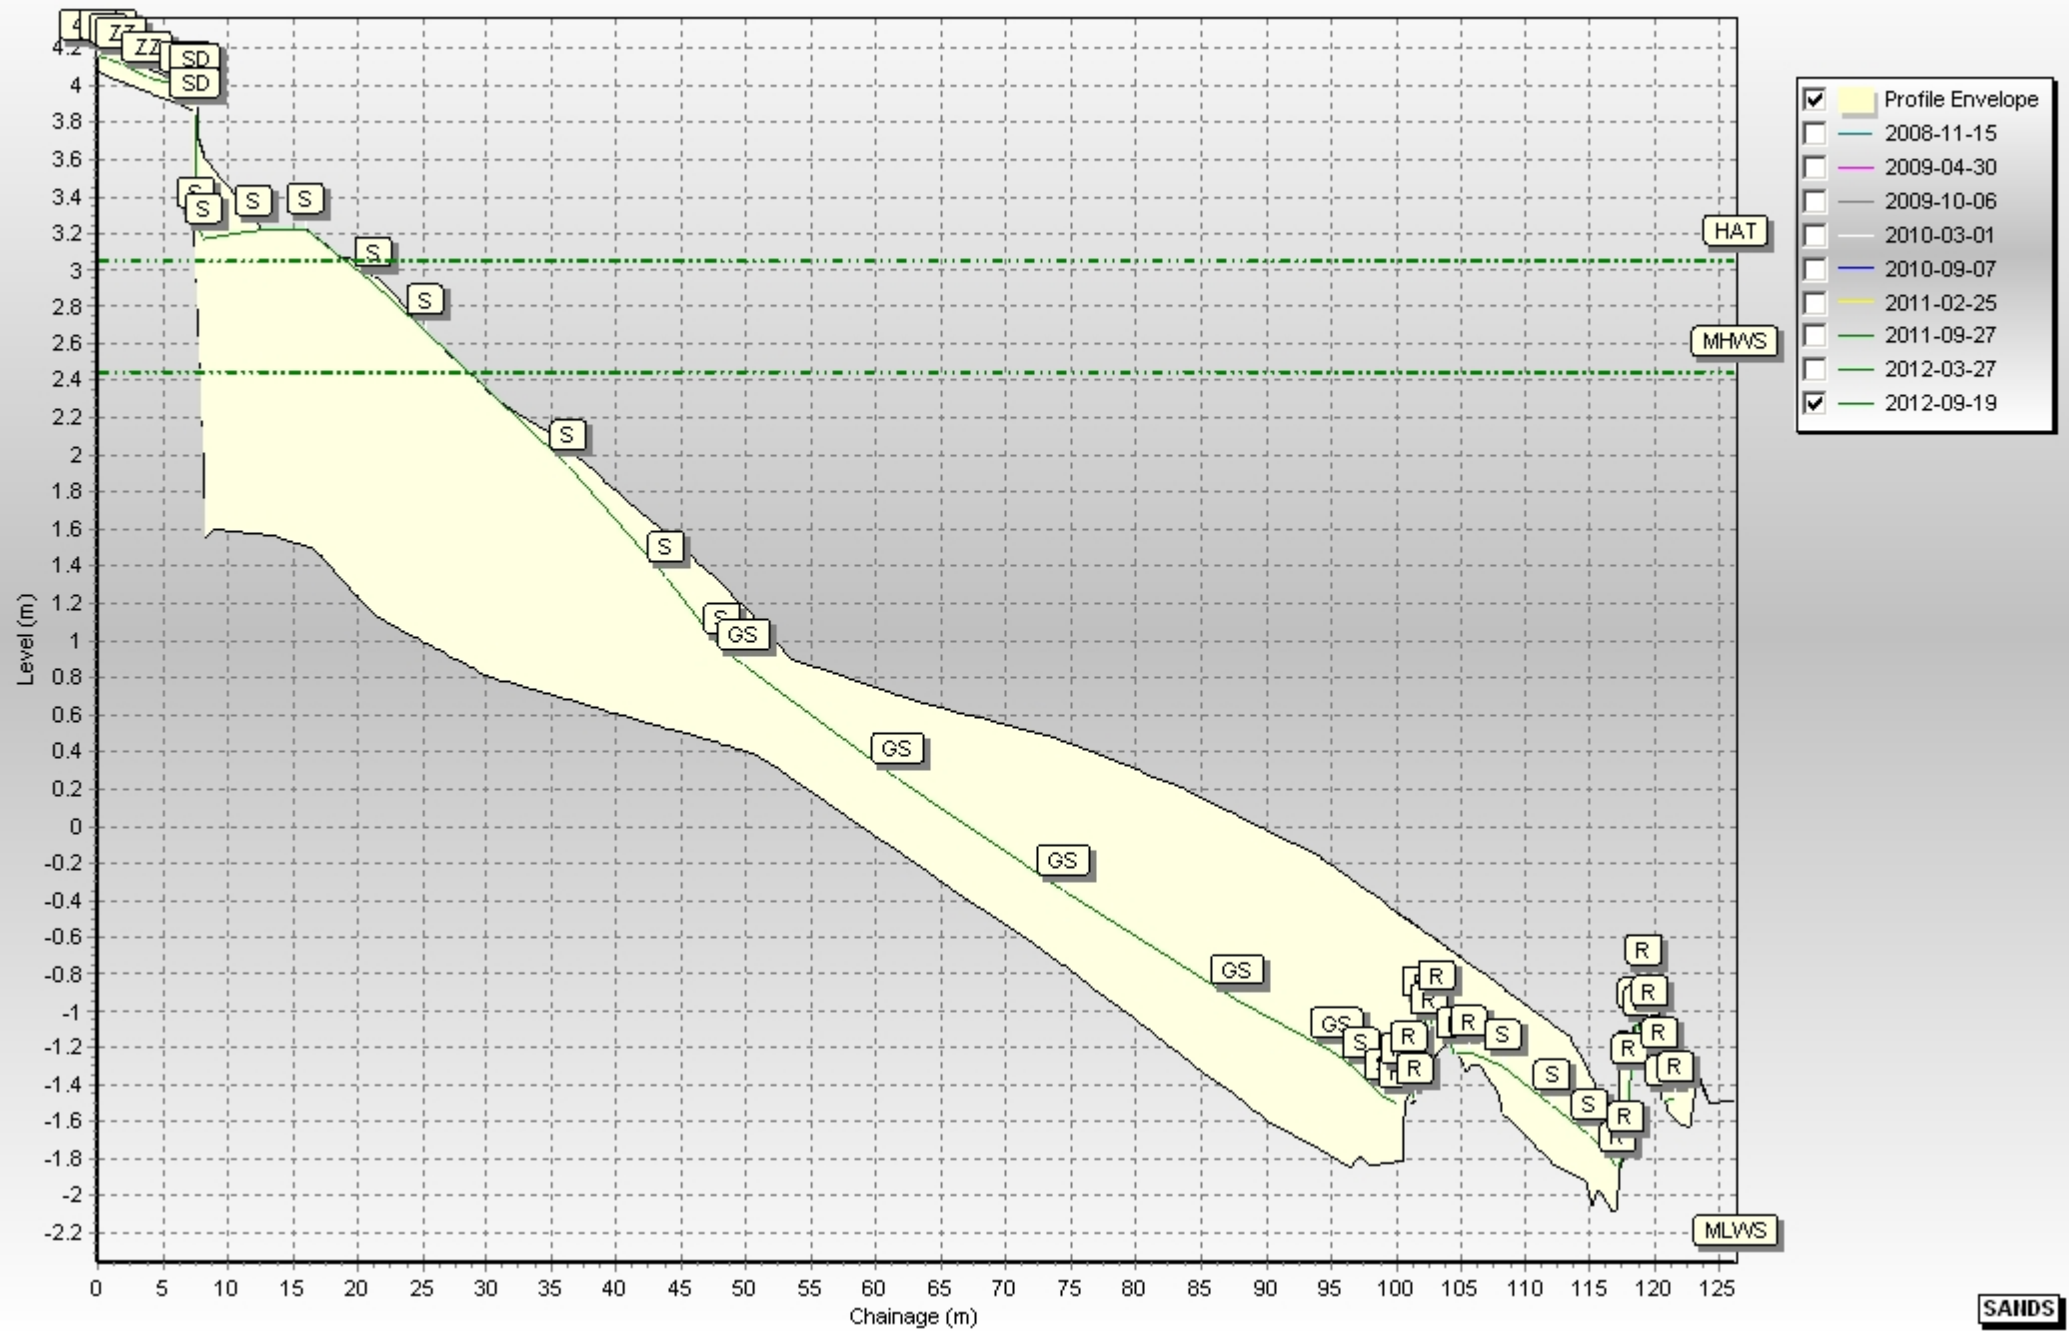 ZZ
ZZ
SD
SD
4.2
4
3.8
3.6
3.4
3.2
3
2.8
2.6
2.4
2.2
2
1.8
1.6
1.4
1.2
1
0.8
0.6
0.4
0.2
0
-0.2
-0.4
-0.6
-0.8
-1
-1.2
-1.4
-1.6
-1.8
-2
-2.2
Level (m)
S
S
S
S
S
S
S
S
S
GS
GS
GS
GS
GS
S
R
R
R
R
R
S
S
S
R
R
R
R
R
R
R
R
HAT
MHWS
MLWS
0 5 10 15 20 25 30 35 40 45 50 55 60 65 70 75 80 85 90 95 100 105 110 115 120 125
Chainage (m)
Profile Envelope
2008-11-15
2009-04-30
2009-10-06
2010-03-01
2010-09-07
2011-02-25
2011-09-27
2012-03-27
2012-09-19
SANDS